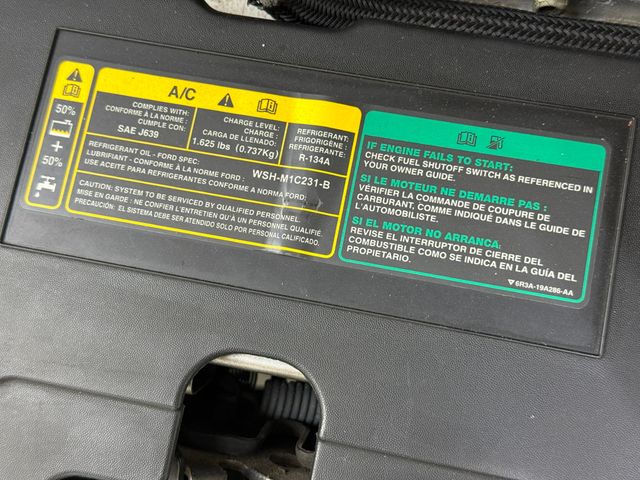 50%
+
50%
A/C
COMPLIES WITH:
CONFORME À LA NORME :
CUMPLE CON:
SAE J639
CHARGE LEVEL:
CHARGE :
CARGA DE LLENADO:
1.625 lbs (0.737Kg)
REFRIGERANT:
FRIGORIGÈNE :
REFRIGERANTE:
R-134A
REFRIGERANT OIL - FORD SPEC:
LUBRIFIANT - CONFORME À LA NORME FORD :
USE ACEITE PARA REFRIGERANTES CONFORME A NORMA FORD:
WSH-M1C231-B
CAUTION: SYSTEM TO BE SERVICED BY QUALIFIED PERSONNEL.
MISE EN GARDE : NE CONFIER L'ENTRETIEN QU'À UN PERSONNEL QUALIFIÉ.
PRECAUCIÓN: EL SISTEMA DEBE SER ATENDIDO SOLO POR PERSONAL CALIFICADO.
IF ENGINE FAILS TO START:
CHECK FUEL SHUTOFF SWITCH AS REFERENCED IN
YOUR OWNER GUIDE.
SI LE MOTEUR NE DEMARRE PAS :
VÉRIFIER LA COMMANDE DE COUPURE DE
CARBURANT, COMME INDIQUÉ DANS LE GUIDE DE
L'AUTOMOBILISTE.
SI EL MOTOR NO ARRANCA:
REVISE EL INTERRUPTOR DE CIERRE DEL
COMBUSTIBLE COMO SE INDICA EN LA GUÍA DEL
PROPIETARIO.
6R3A-19A286-AA